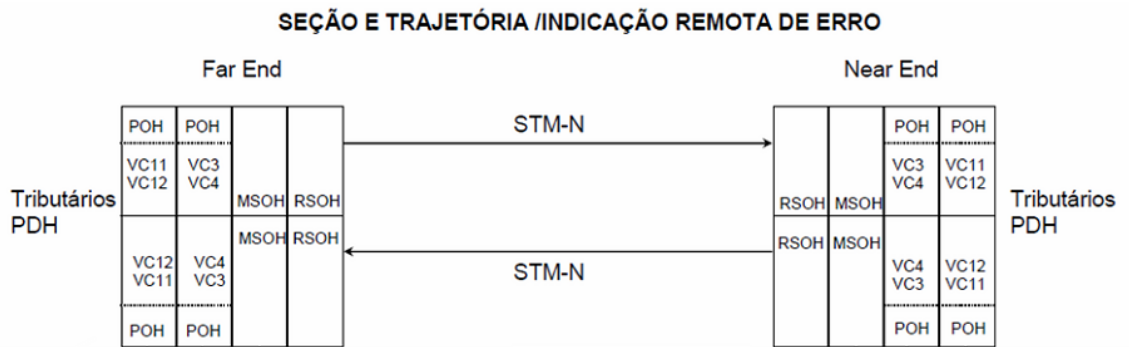 SEÇÃO E TRAJETÓRIA /INDICAÇÃO REMOTA DE ERRO
Far End
Near End
Tributários
PDH
POH
POH
VC11
VC12
VC3
VC4
MSOH
RSOH
MSOH
RSOH
VC12
VC11
VC4
VC3
POH
POH
STM-N
STM-N
POH
POH
VC3
VC4
VC11
VC12
RSOH
MSOH
RSOH
MSOH
VC4
VC3
VC12
VC11
POH
POH
Tributários
PDH